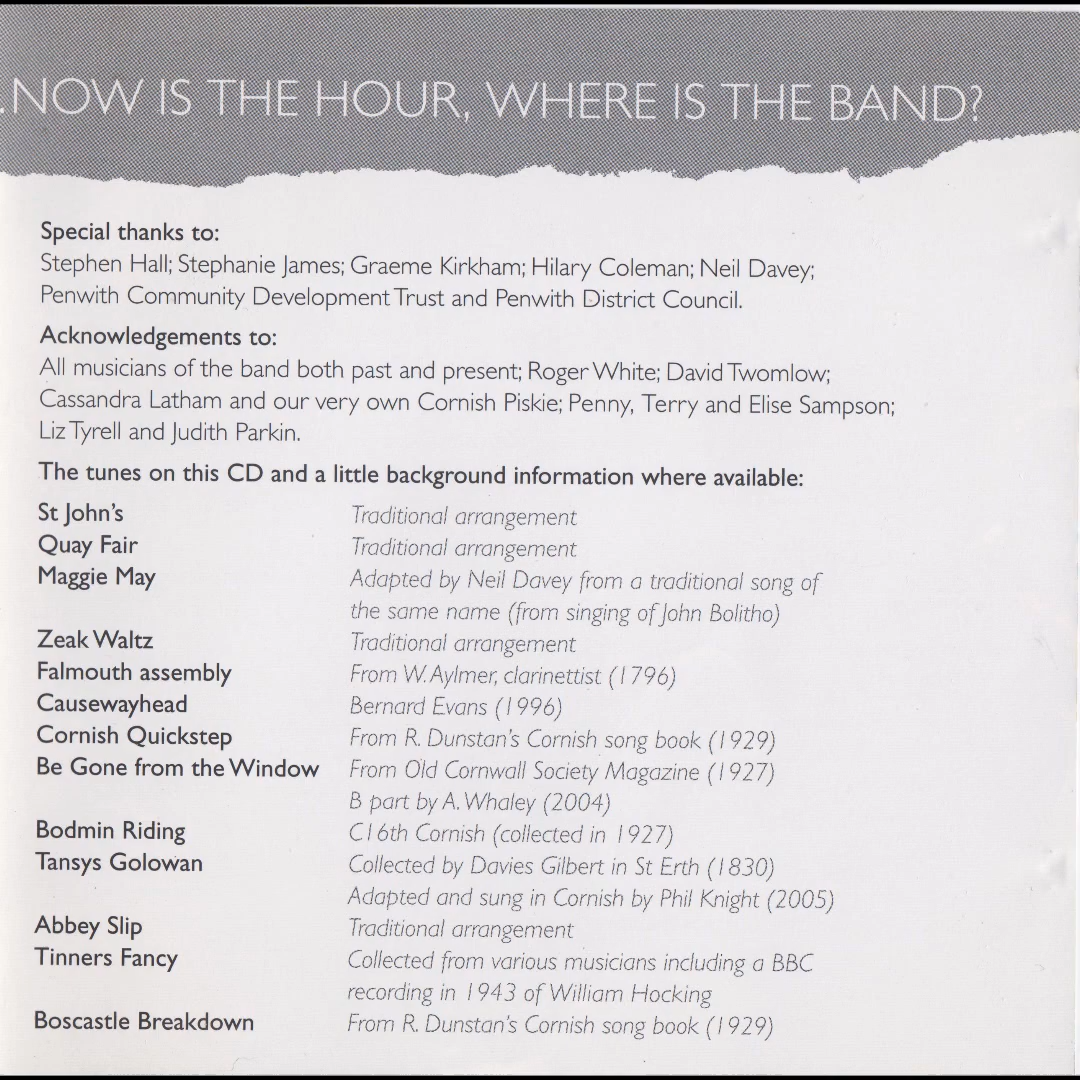 .NOW IS THE HOUR, WHERE IS THE BAND?
Special thanks to:
Stephen Hall; Stephanie James; Graeme Kirkham; Hilary Coleman; Neil Davey;
Penwith Community Development Trust and Penwith District Council.
Acknowledgements to:
All musicians of the band both past and present; Roger White; David Twomlow;
Cassandra Latham and our very own Cornish Piskie; Penny, Terry and Elise Sampson;
Liz Tyrell and Judith Parkin.
The tunes on this CD and a little background information where available:
St John's Traditional arrangement
Quay Fair Traditional arrangement
Maggie May Adapted by Neil Davey from a traditional song of
the same name (from singing of John Bolitho)
Zeak Waltz Traditional arrangement
Falmouth assembly From W. Aylmer, clarinettist (1796)
Causewayhead Bernard Evans (1996)
Cornish Quickstep From R. Dunstan's Cornish song book (1929)
Be Gone from the Window From Old Cornwall Society Magazine (1927)
B part by A. Whaley (2004)
Bodmin Riding C16th Cornish (collected in 1927)
Tansys Golowan Collected by Davies Gilbert in St Erth (1830)
Adapted and sung in Cornish by Phil Knight (2005)
Abbey Slip Traditional arrangement
Tinners Fancy Collected from various musicians including a BBC
recording in 1943 of William Hocking
Boscastle Breakdown From R. Dunstan's Cornish song book (1929)